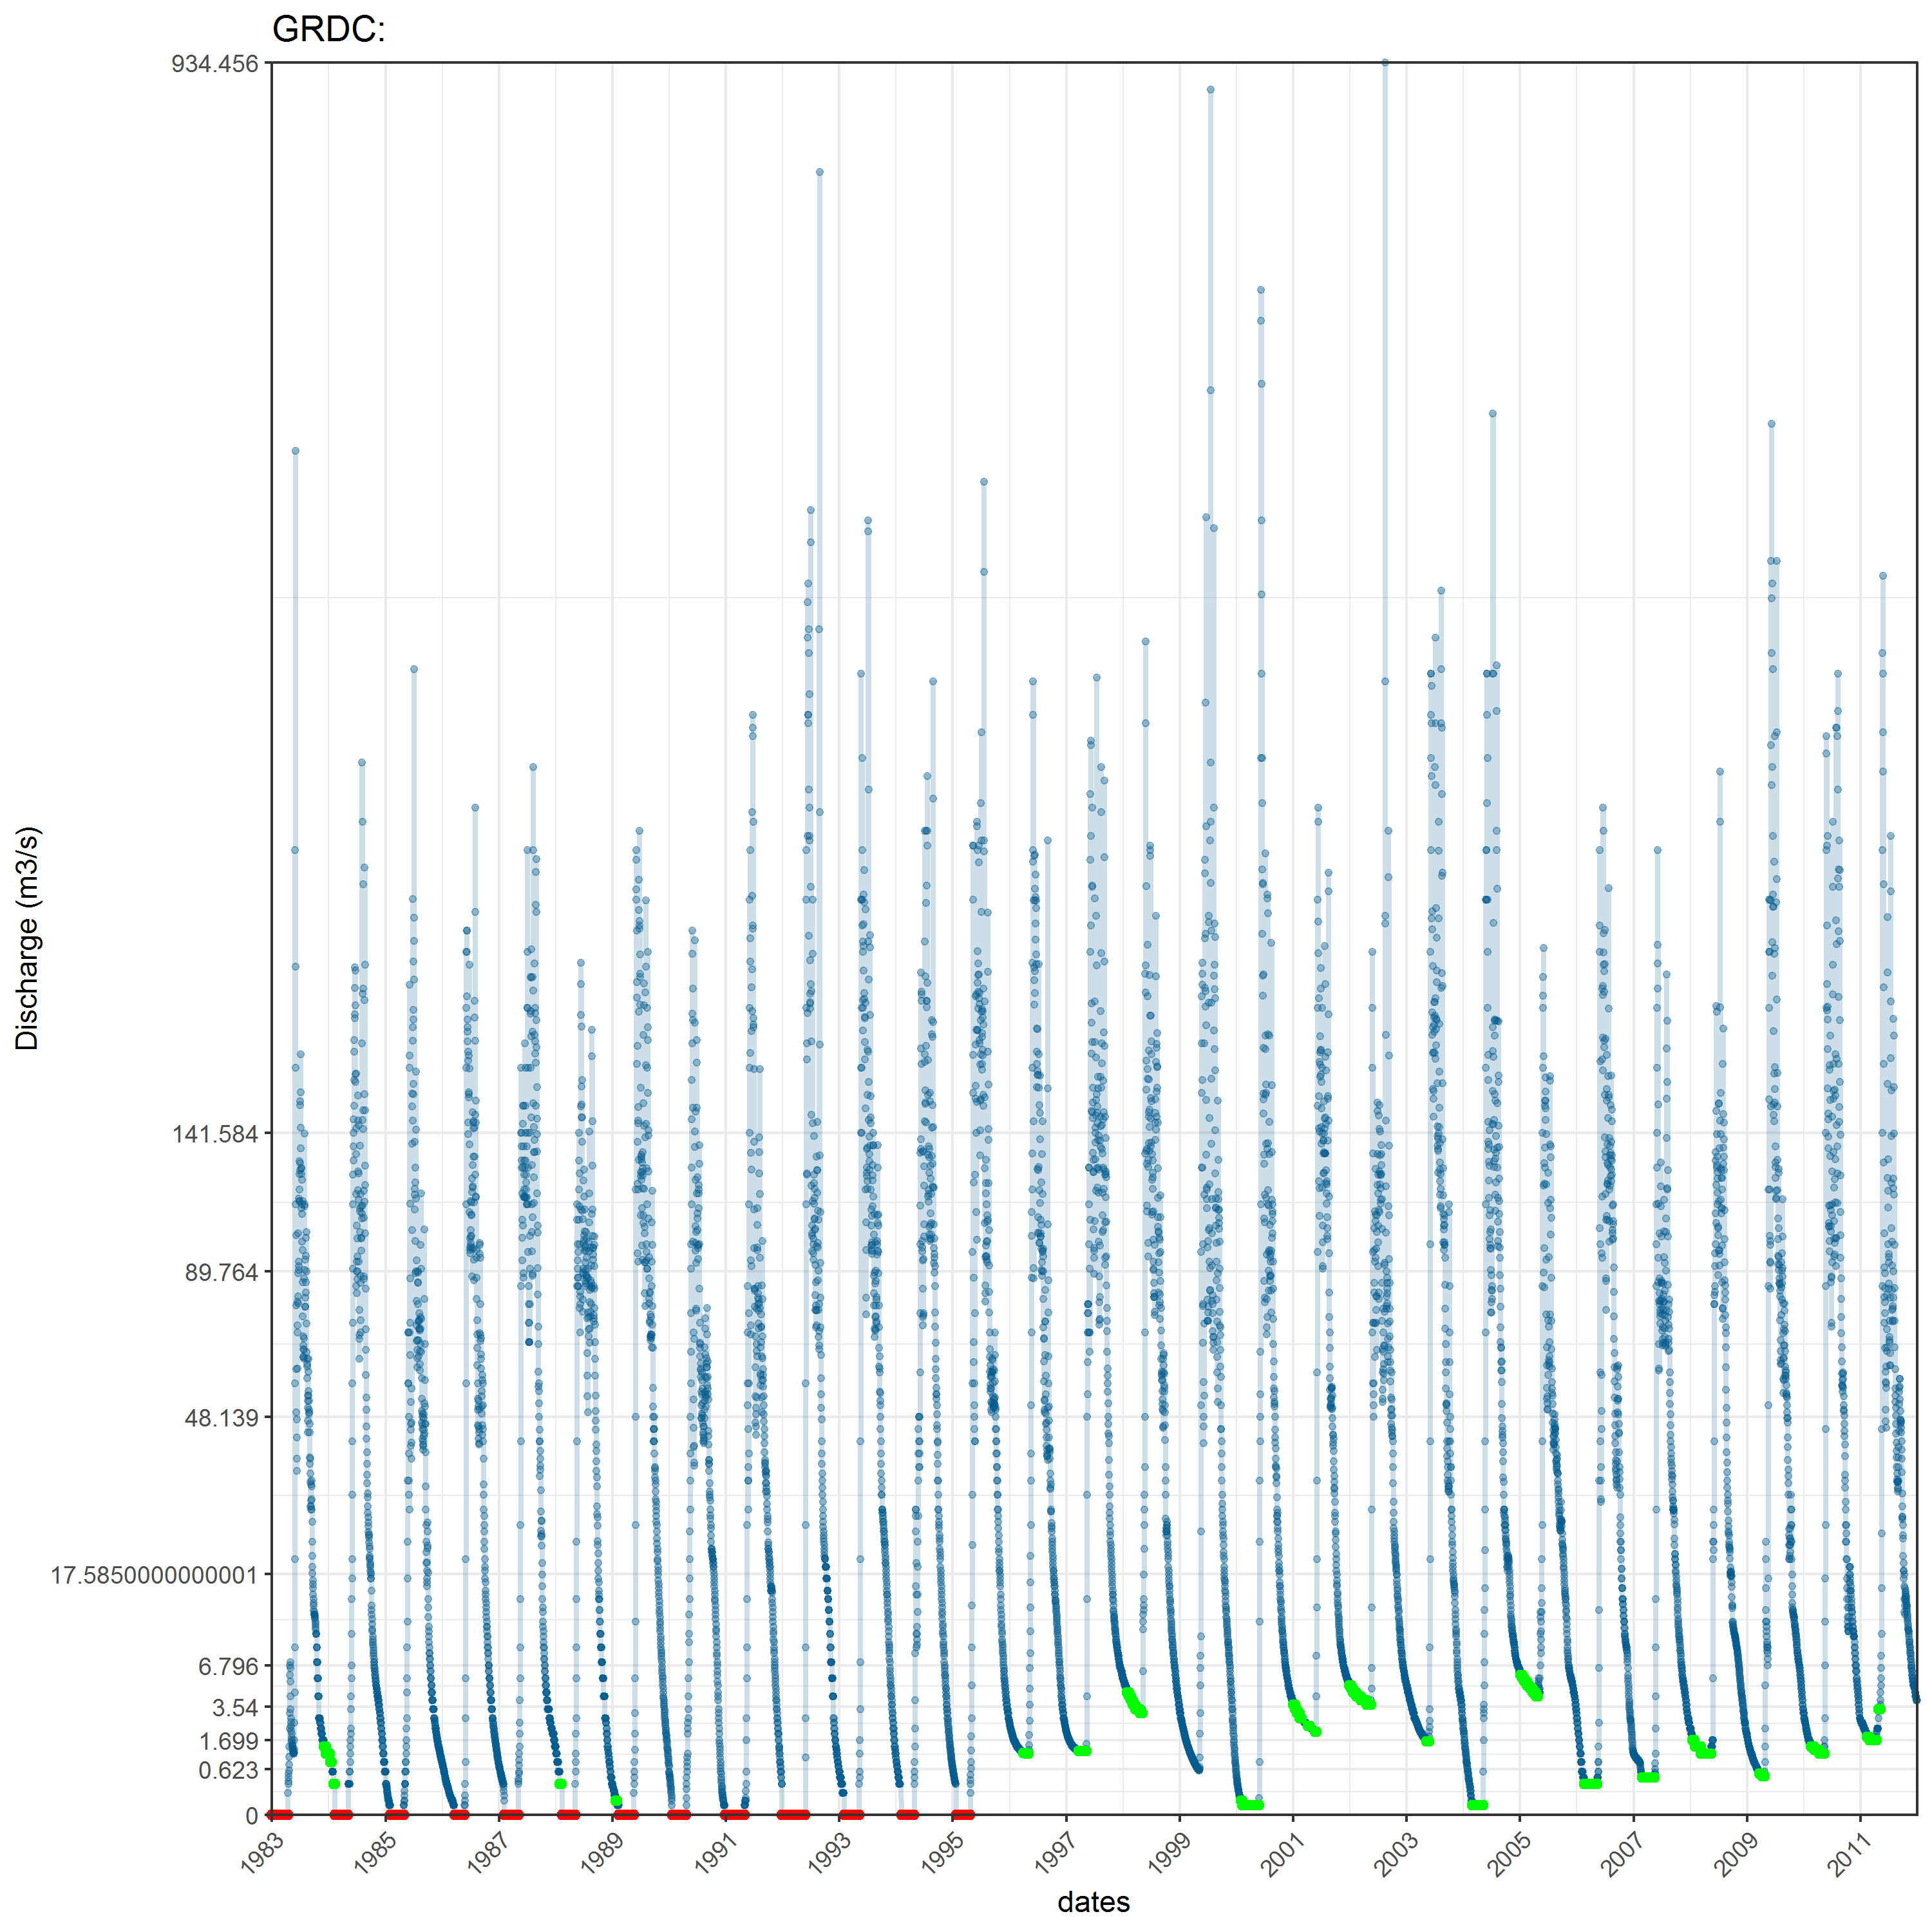 GRDC:
934.456
141.584
89.764
48.139
17.5850000000001
6.796
3.54
1.699
0.623
0
Discharge (m3/s)
1983 1985 1987 1989 1991 1993 1995 1997 1999 2001 2003 2005 2007 2009 2011
dates